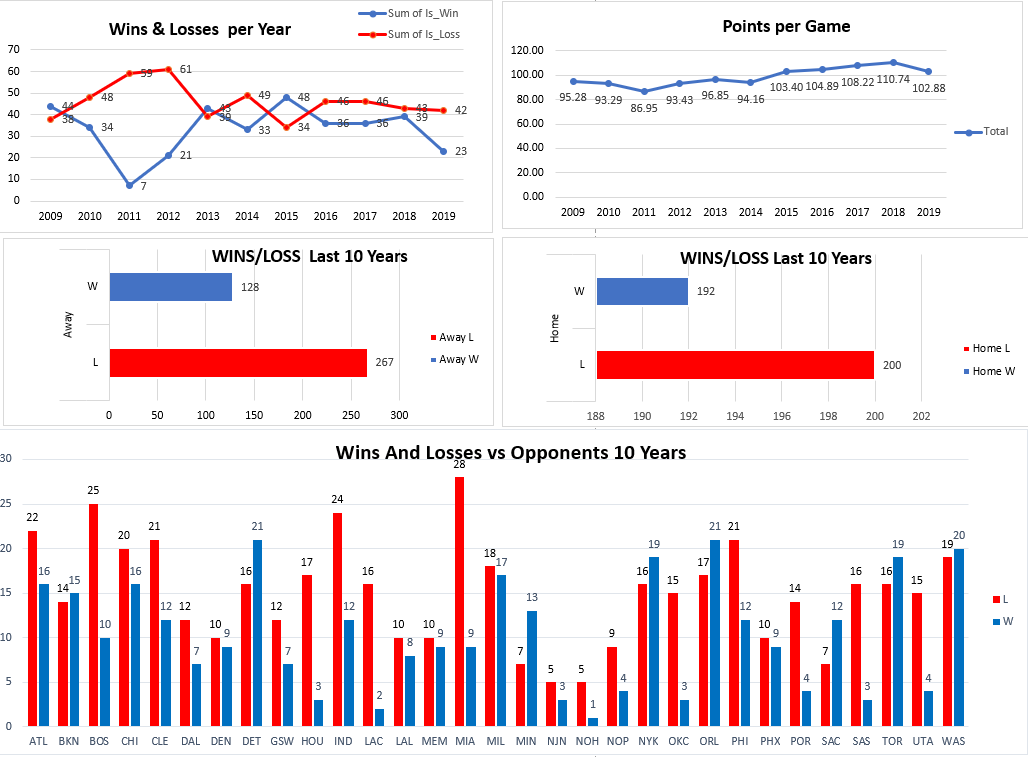 Wins & Losses  per Year
Sum of Is_Win
Sum of Is_Loss
70
60
50
40
30
20
10
0
44 34 7 21 43 33 48 36 36 39 23
38 48 59 61 39 49 34 46 46 43 42
2009 2010 2011 2012 2013 2014 2015 2016 2017 2018 2019
Points per Game
120.00
100.00
80.00
60.00
40.00
20.00
0.00
95.28 93.29 86.95 93.43 96.85 94.16 103.40 104.89 108.22 110.74 102.88
Total
2009 2010 2011 2012 2013 2014 2015 2016 2017 2018 2019
WINS/LOSS  Last 10 Years
Away
W 128
L 267
Away L
Away W
0 50 100 150 200 250 300
WINS/LOSS Last 10 Years
Home
W 192
L 200
Home L
Home W
188 190 192 194 196 198 200 202
Wins And Losses vs Opponents 10 Years
30
25
20
15
10
5
0
22 16 14 15 25 10 20 16 21 12 12 7 10 9 16 21 12 7 17 3 24 12 16 2 10 8 10 9 28 9 18 17 7 13 5 3 5 1 9 4 16 19 15 3 17 21 21 12 10 9 14 4 7 12 16 3 16 19 15 4 19 20
L
W
ATL BKN BOS CHI CLE DAL DEN DET GSW HOU IND LAC LAL MEM MIA MIL MIN NJN NOH NOP NYK OKC ORL PHI PHX POR SAC SAS TOR UTA WAS